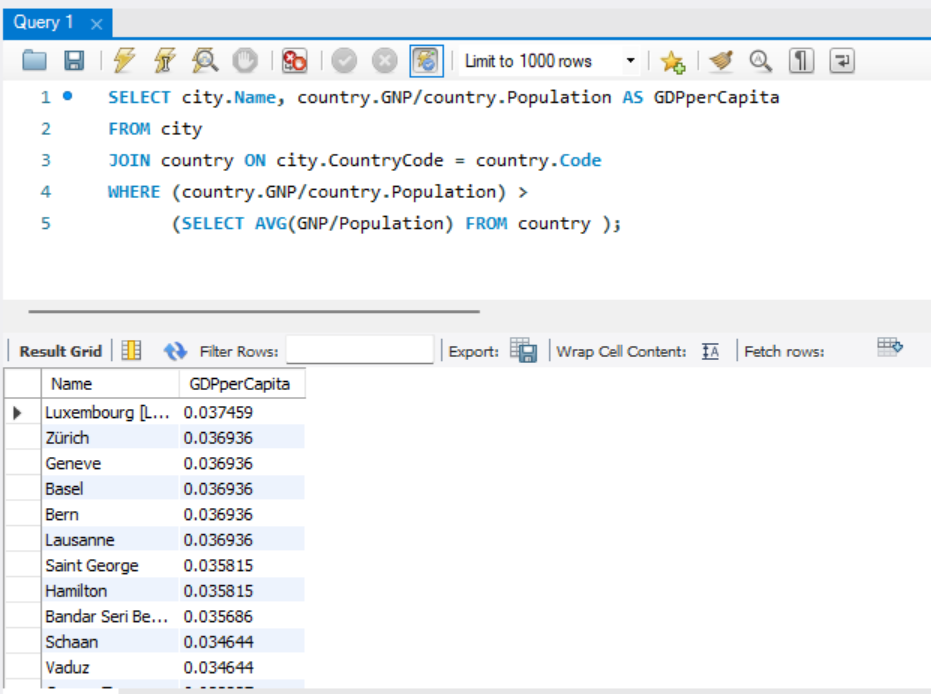 Query 1
Limit to 1000 rows
1 SELECT city.Name, country.GNP/country.Population AS GDPperCapita
2 FROM city
3 JOIN country ON city.CountryCode = country.Code
4 WHERE (country.GNP/country.Population) >
5 (SELECT AVG(GNP/Population) FROM country );
Result Grid Filter Rows: Export: Wrap Cell Content: Fetch rows:
Name GDPperCapita
Luxembourg [L... 0.037459
Zürich 0.036936
Geneve 0.036936
Basel 0.036936
Bern 0.036936
Lausanne 0.036936
Saint George 0.035815
Hamilton 0.035815
Bandar Seri Be... 0.035686
Schaan 0.034644
Vaduz 0.034644